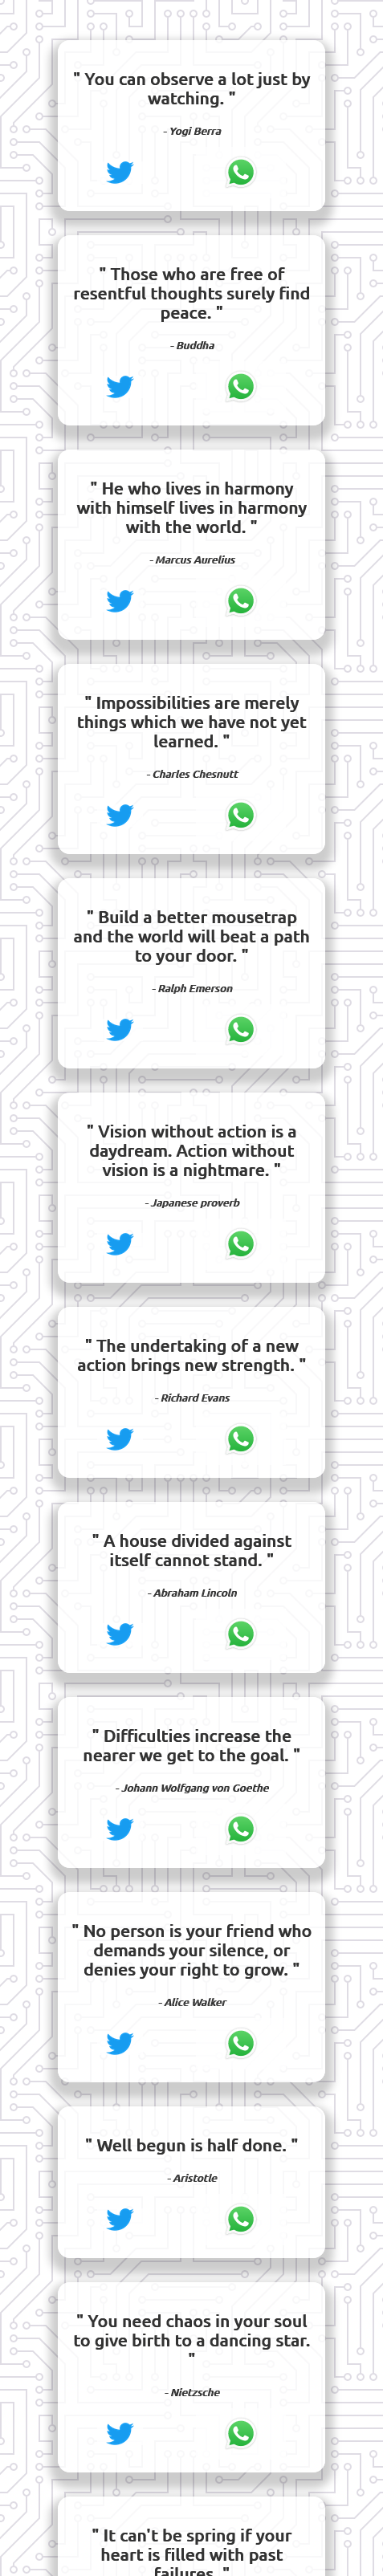 " You can observe a lot just by
watching. "
- Yogi Berra
" Those who are free of
resentful thoughts surely find
peace. "
- Buddha
" He who lives in harmony
with himself lives in harmony
with the world. "
- Marcus Aurelius
" Impossibilities are merely
things which we have not yet
learned. "
- Charles Chesnutt
" Build a better mousetrap
and the world will beat a path
to your door. "
- Ralph Emerson
" Vision without action is a
daydream. Action without
vision is a nightmare. "
- Japanese proverb
" The undertaking of a new
action brings new strength. "
- Richard Evans
" A house divided against
itself cannot stand. "
- Abraham Lincoln
" Difficulties increase the
nearer we get to the goal. "
- Johann Wolfgang von Goethe
" No person is your friend who
demands your silence, or
denies your right to grow. "
- Alice Walker
" Well begun is half done. "
- Aristotle
" You need chaos in your soul
to give birth to a dancing star.
"
- Nietzsche
" It can't be spring if your
heart is filled with past
failures. "